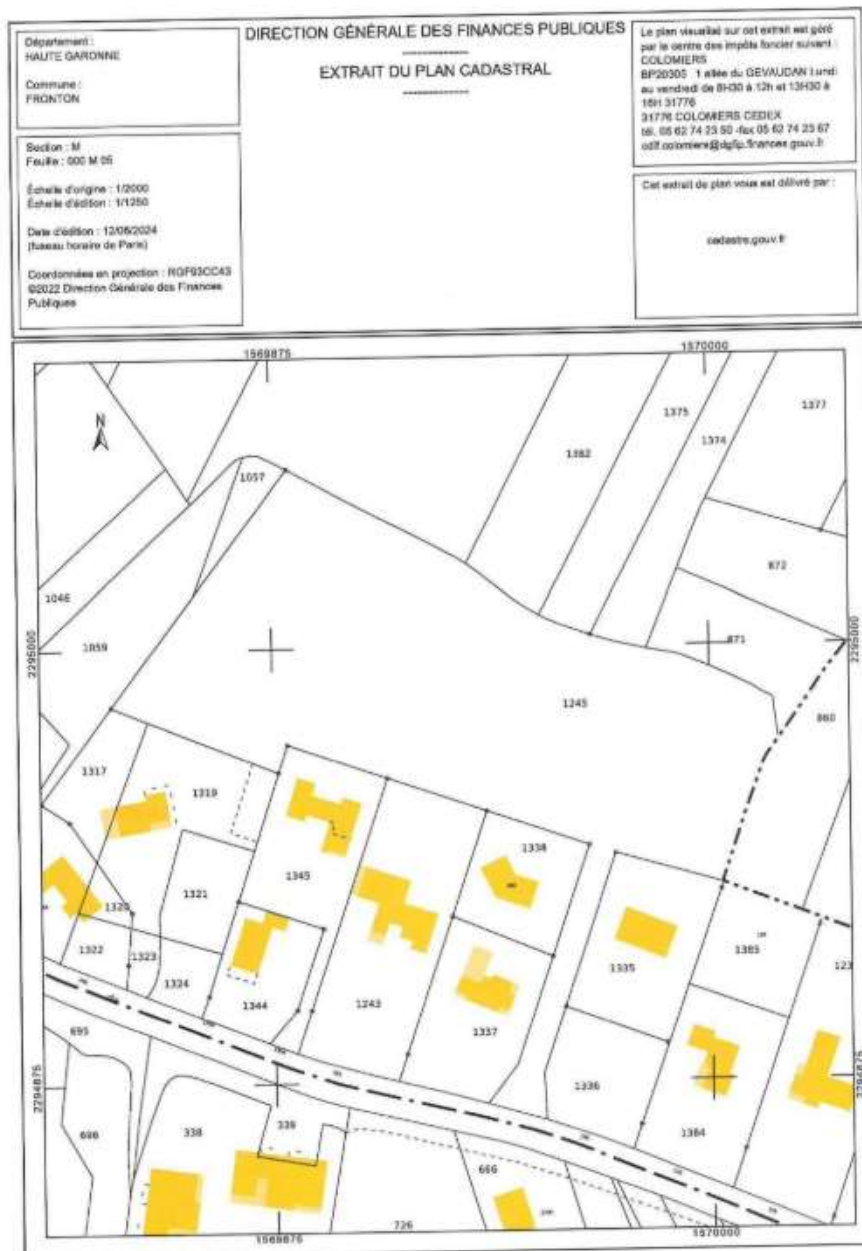 Département :
HAUTE GARONNE
Commune :
FRONTON
Section : M
Feuille : 000 M 05
Échelle d'origine : 1/2000
Échelle d'édition : 1/1250
Date d'édition : 12/06/2024
(fuseau horaire de Paris)
Coordonnées en projection : RGF93CC43
©2022 Direction Générale des Finances
Publiques
DIRECTION GÉNÉRALE DES FINANCES PUBLIQUES
EXTRAIT DU PLAN CADASTRAL
Le plan visualisé sur cet extrait est géré
par le centre des impôts foncier suivant :
COLOMIERS
BP20305 1 allée du GEVAUDAN Lundi
au vendredi de 8H30 à 12h et 13H30 à
16H 31776
31776 COLOMIERS CEDEX
tél. 05 62 74 23 50 -fax 05 62 74 23 67
cdif.colomiers@dgfip.finances.gouv.fr
Cet extrait de plan vous est délivré par :
cadastre.gouv.fr
1569875
1570000
N
1377
1375
1374
1382
1057
872
1046
2295000
2295000
871
1059
1245
860
1317
1319
1338
1345
1321
1320
1385
1322
1323
1335
123
1324
1344
1243
1337
695
2294875
2294875
1336
696
338
339
1384
666
726
1569875
1570000